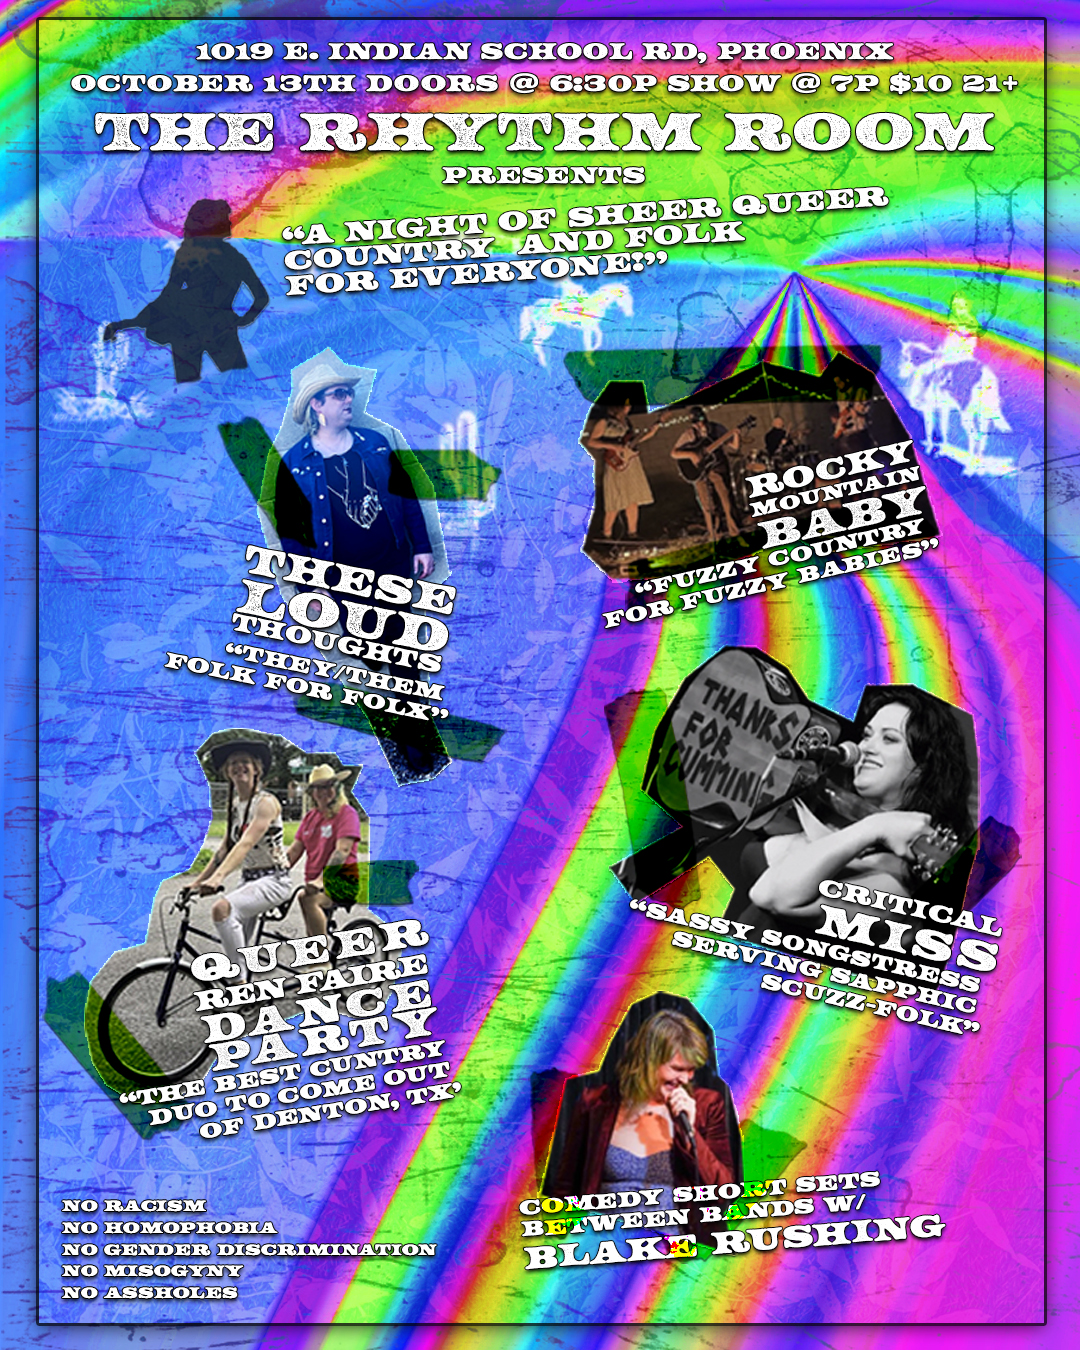 1019 E. INDIAN SCHOOL RD, PHOENIX
OCTOBER 13TH DOORS @ 6:30P SHOW @ 7P $10 21+
THE RHYTHM ROOM
PRESENTS
“A NIGHT OF SHEER QUEER
COUNTRY AND FOLK
FOR EVERYONE!”
ROCKY
MOUNTAIN
BABY
“FUZZY COUNTRY
FOR FUZZY BABIES”
THESE
LOUD
THOUGHTS
“THEY/THEM
FOLK FOR FOLX”
THANKS
FOR
CUMMING
CRITICAL
MISS
“SASSY SONGSTRESS
SERVING SAPPHIC
SCUZZ-FOLK”
QUEER
REN FAIRE
DANCE
PARTY
“THE BEST CUNTRY
DUO TO COME OUT
OF DENTON, TX’
COMEDY SHORT SETS
BETWEEN BANDS W/
BLAKE RUSHING
NO RACISM
NO HOMOPHOBIA
NO GENDER DISCRIMINATION
NO MISOGYNY
NO ASSHOLES